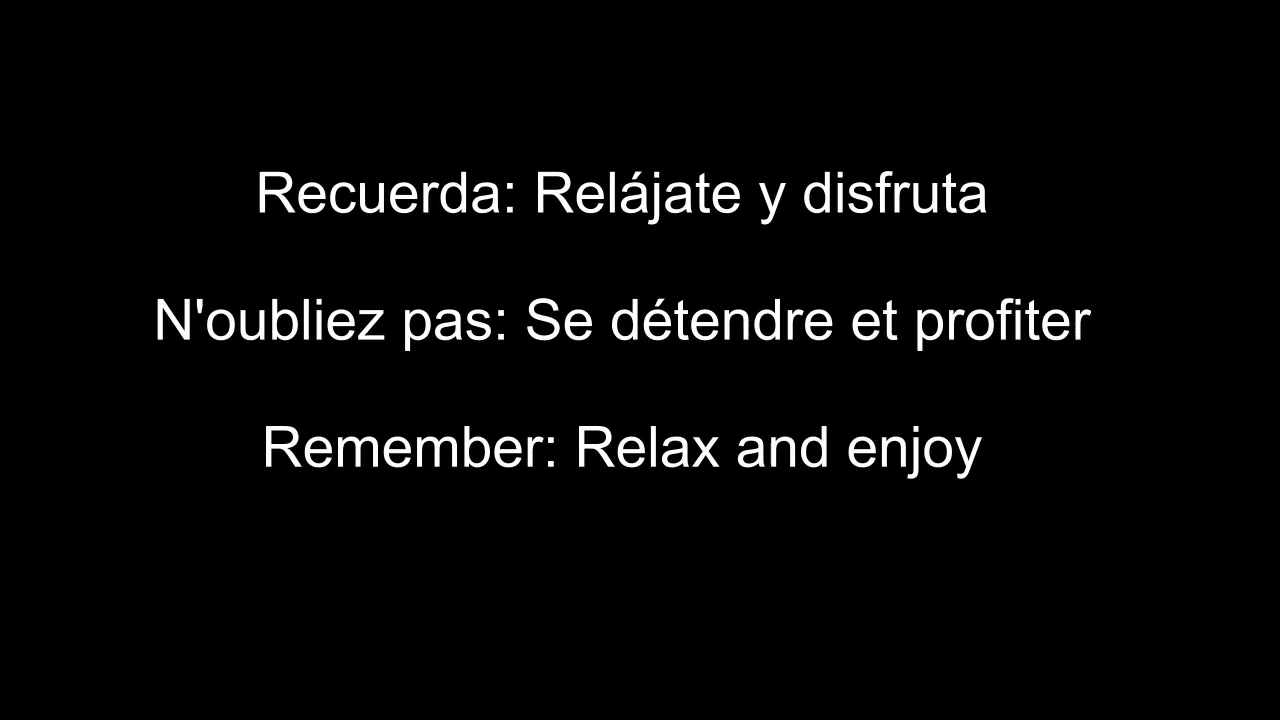 Recuerda: Relájate y disfruta
N'oubliez pas: Se détendre et profiter
Remember: Relax and enjoy